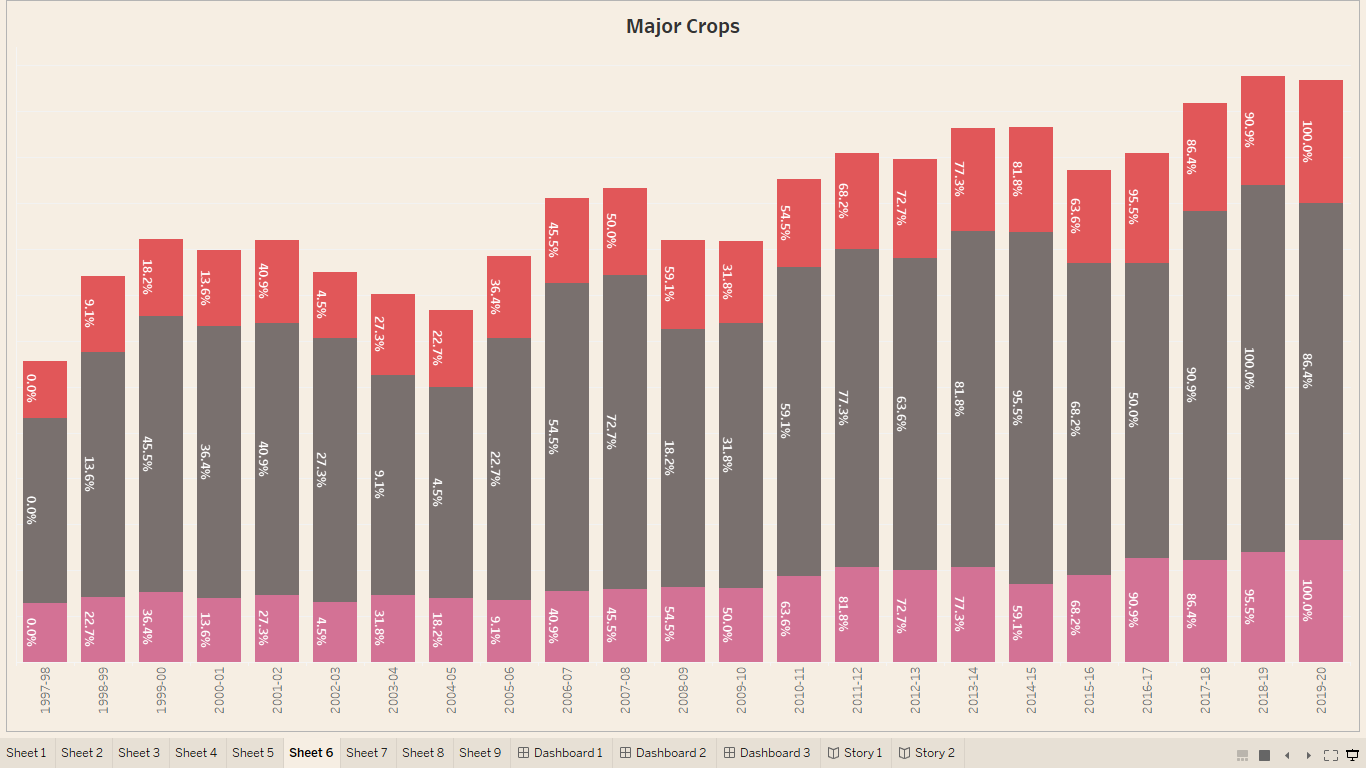 Major Crops
0.0% 9.1% 18.2% 13.6% 40.9% 4.5% 27.3% 22.7% 36.4% 45.5% 50.0% 59.1% 31.8% 54.5% 68.2% 72.7% 77.3% 81.8% 63.6% 95.5% 86.4% 90.9% 100.0%
0.0% 13.6% 45.5% 36.4% 40.9% 27.3% 9.1% 4.5% 22.7% 54.5% 72.7% 18.2% 31.8% 59.1% 77.3% 63.6% 81.8% 95.5% 68.2% 50.0% 90.9% 100.0% 86.4%
0.0% 22.7% 36.4% 13.6% 27.3% 4.5% 31.8% 18.2% 9.1% 40.9% 45.5% 54.5% 50.0% 63.6% 81.8% 72.7% 77.3% 59.1% 68.2% 90.9% 86.4% 95.5% 100.0%
1997-98 1998-99 1999-00 2000-01 2001-02 2002-03 2003-04 2004-05 2005-06 2006-07 2007-08 2008-09 2009-10 2010-11 2011-12 2012-13 2013-14 2014-15 2015-16 2016-17 2017-18 2018-19 2019-20
Sheet 1 Sheet 2 Sheet 3 Sheet 4 Sheet 5 Sheet 6 Sheet 7 Sheet 8 Sheet 9 Dashboard 1 Dashboard 2 Dashboard 3 Story 1 Story 2